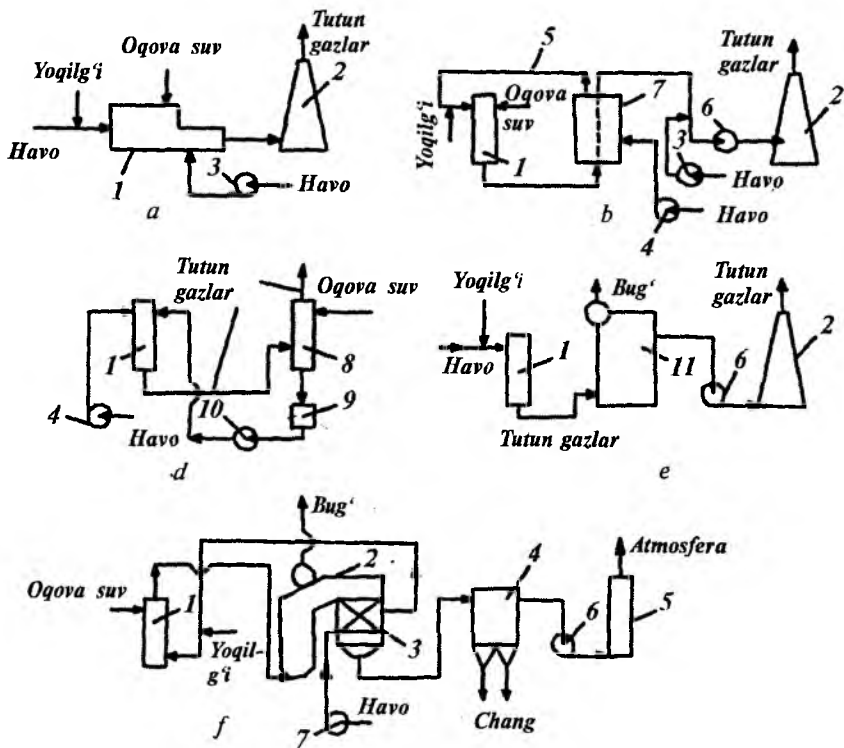 Tutun
gazlar
Oqova suv
Yoqilg‘i
2
Havo
1
3
Havo
a
Tutun
gazlar
5
Oqova
suv
7
6
2
Yoqilg‘i
1
3
Havo
b
4
Havo
Tutun
gazlar
Oqova suv
1
8
4
10
9
Havo
d
Yoqilg‘i
Bug‘
Tutun
gazlar
1
2
Havo
11
6
Tutun gazlar
e
Bug‘
Atmosfera
2
4
Oqova suv
1
3
6
5
Yoqil-
g‘i
Havo
7
Chang
f